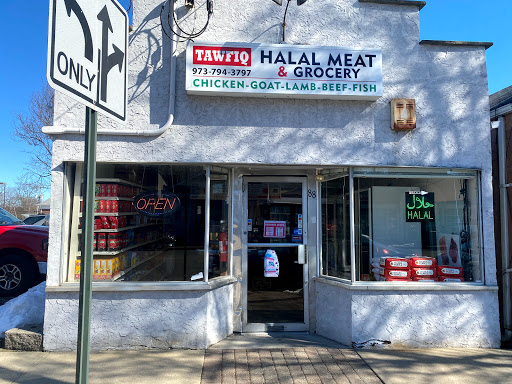 ONLY
TAWFIQ
973-794-3797
HALAL MEAT
& GROCERY
CHICKEN-GOAT-LAMB-BEEF-FISH
OPEN
88
حلال
HALAL